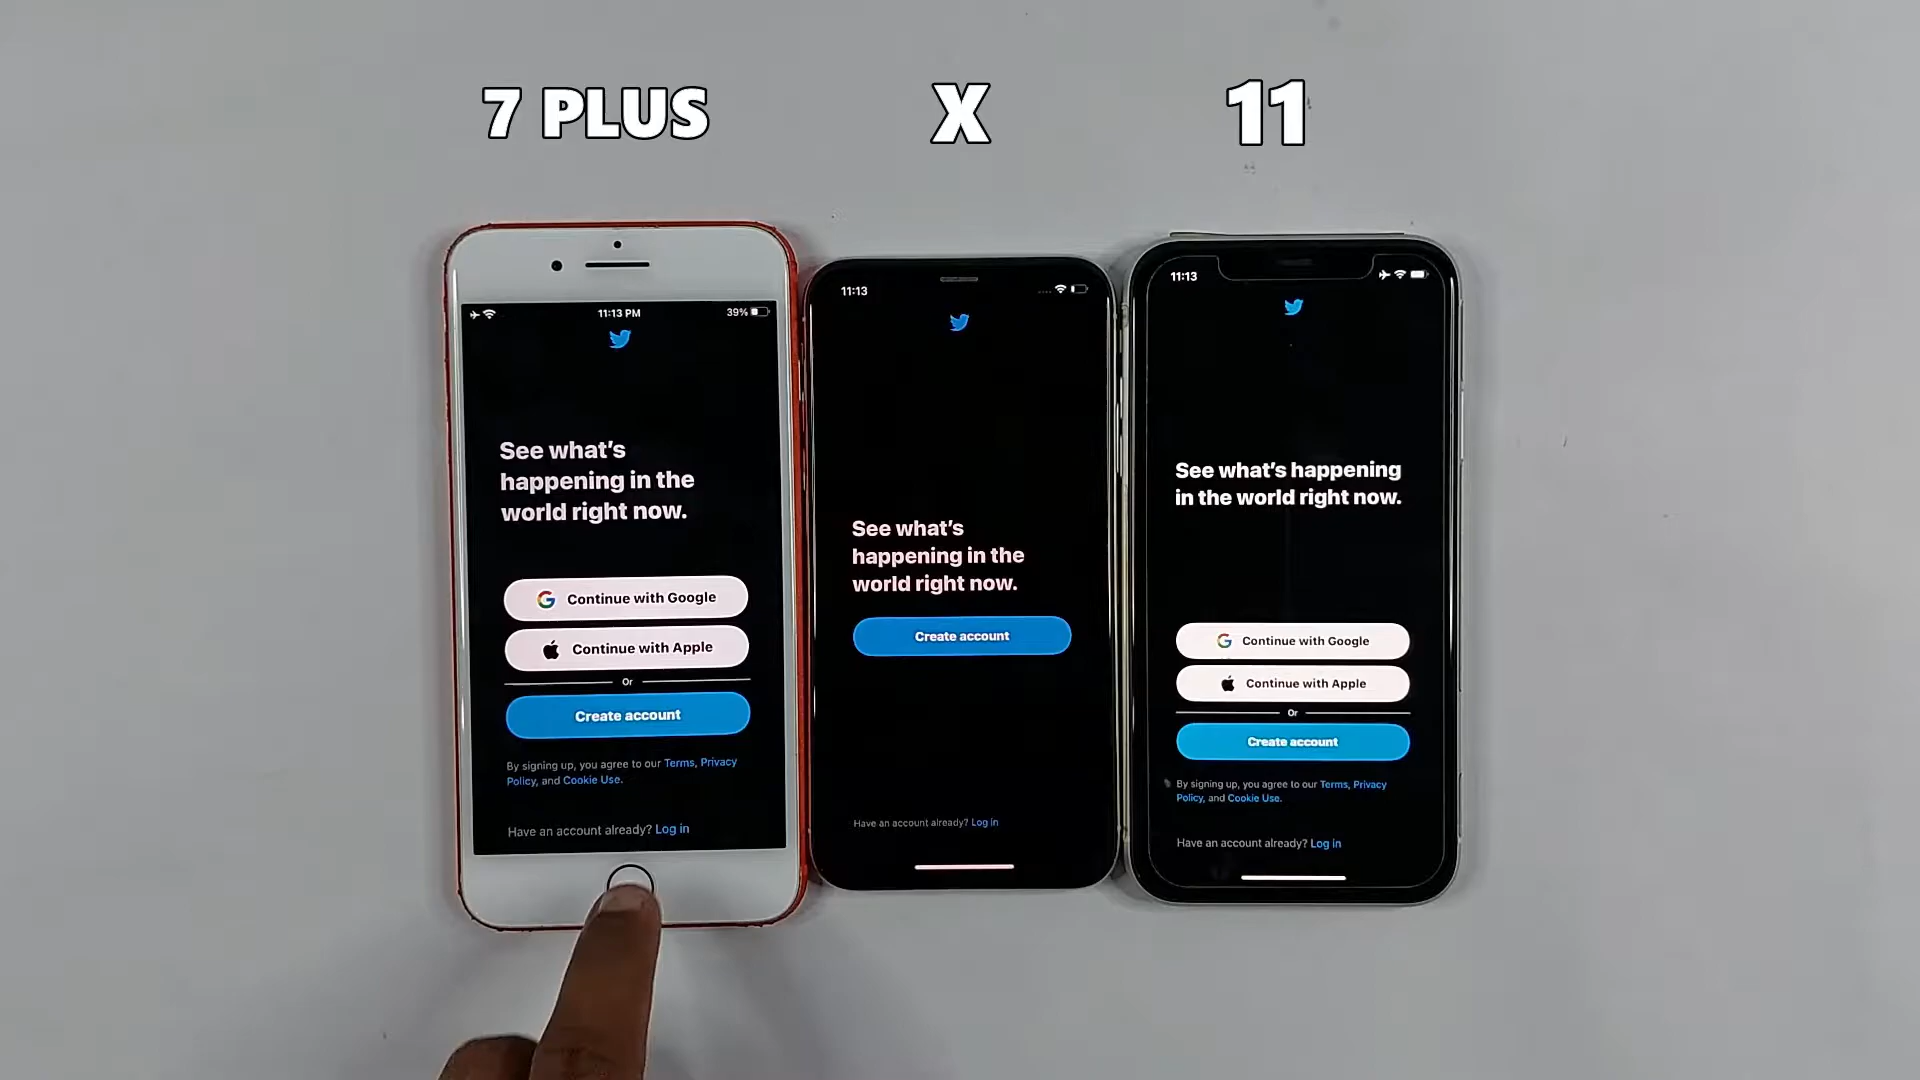 7 PLUS
X
11
11:13 PM
39%
See what's
happening in the
world right now.
Continue with Google
Continue with Apple
Or
Create account
By signing up, you agree to our Terms, Privacy
Policy, and Cookie Use.
Have an account already? Log in
11:13
See what's
happening in the
world right now.
Create account
Have an account already? Log in
11:13
See what's happening
in the world right now.
Continue with Google
Continue with Apple
Or
Create account
By signing up, you agree to our Terms, Privacy
Policy, and Cookie Use.
Have an account already? Log in